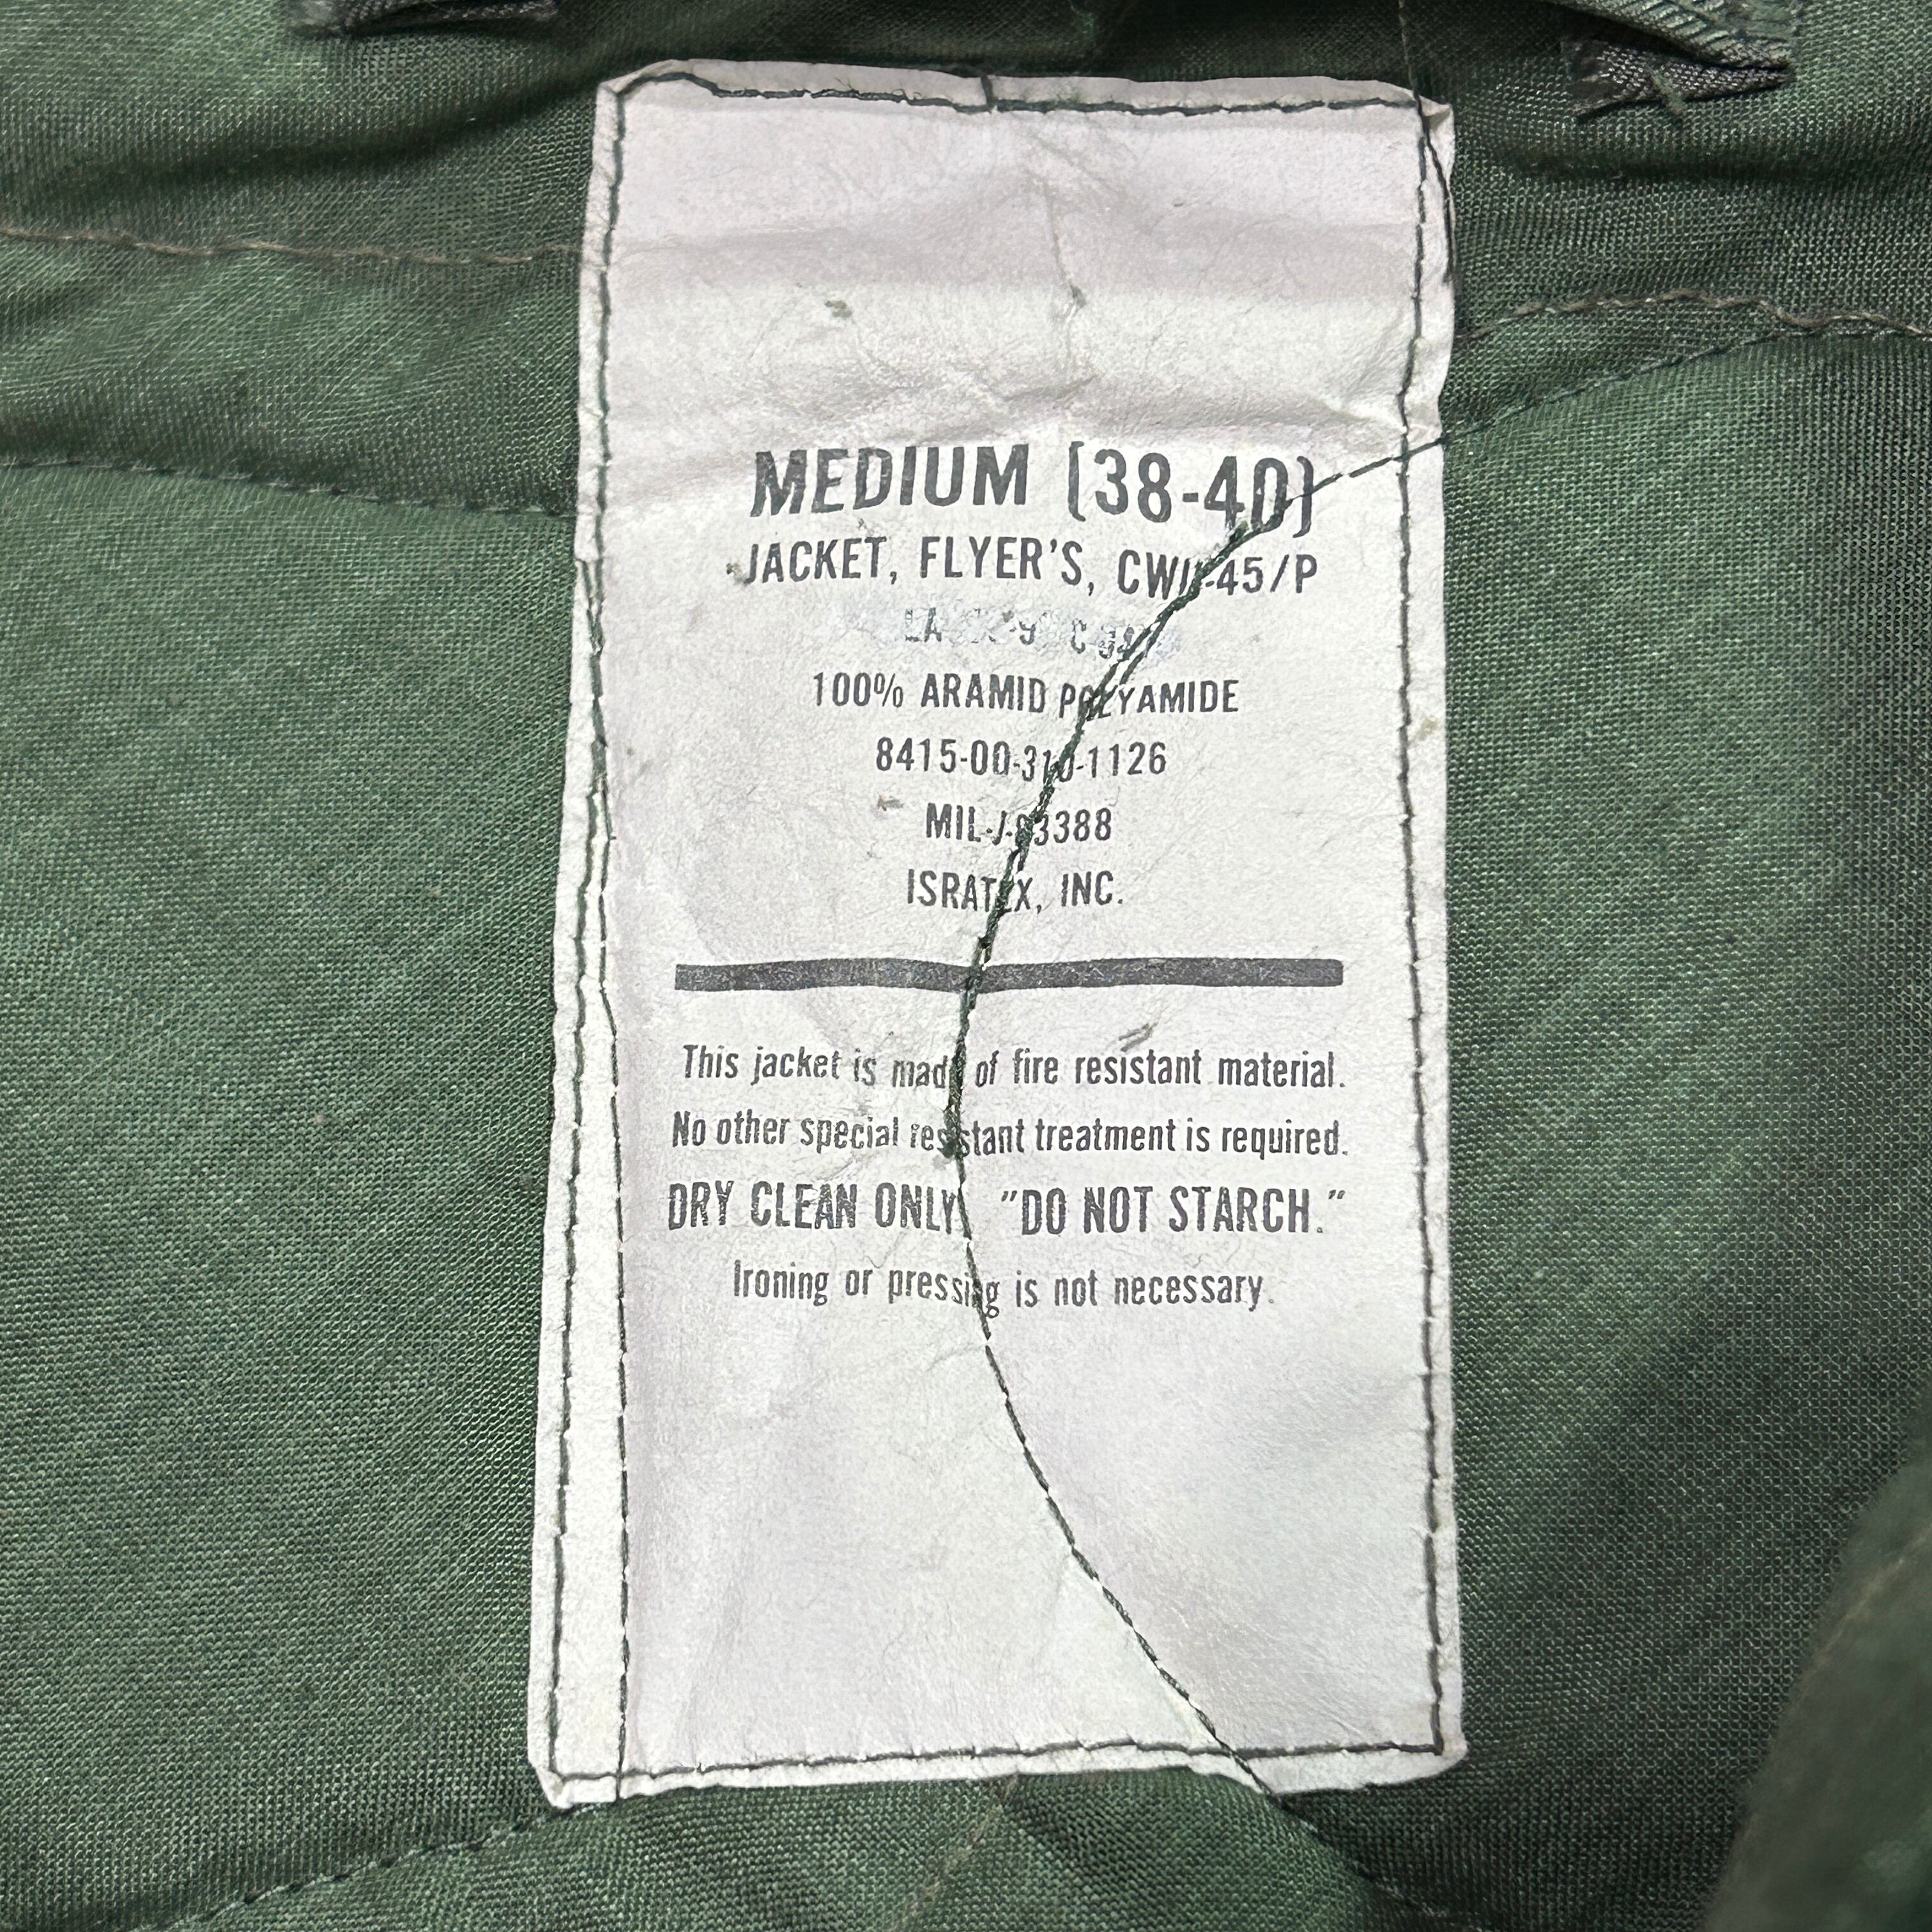 MEDIUM (38-40)
JACKET, FLYER'S, CWU-45/P
100% ARAMID POLYAMIDE
8415-00-310-1126
MIL-J-83388
ISRATEX, INC.
This jacket is made of fire resistant material.
No other special resistant treatment is required.
DRY CLEAN ONLY. "DO NOT STARCH."
Ironing or pressing is not necessary.